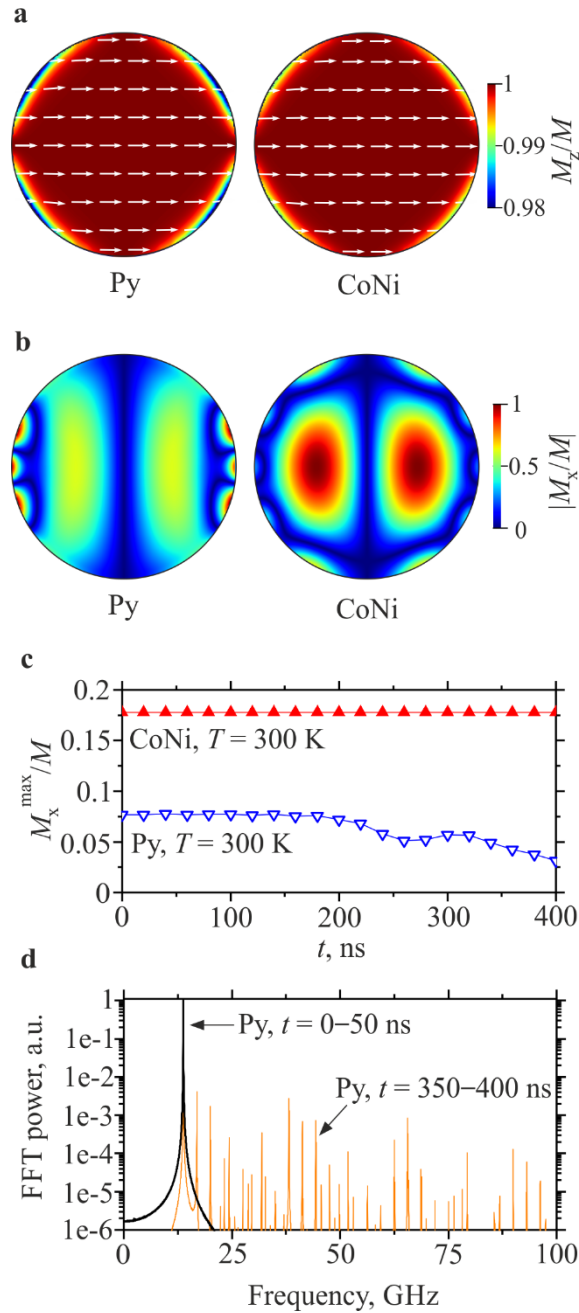 a
1
0.99
0.98
M_z/M
Py
CoNi
b
1
0.5
0
|M_x/M|
Py
CoNi
c
0.2
0.15
0.1
0.05
0
M_x^max/M
CoNi, T = 300 K
Py, T = 300 K
0
100
200
300
400
t, ns
d
1
1e-1
1e-2
1e-3
1e-4
1e-5
1e-6
FFT power, a.u.
Py, t = 0–50 ns
Py, t = 350–400 ns
0
25
50
75
100
Frequency, GHz